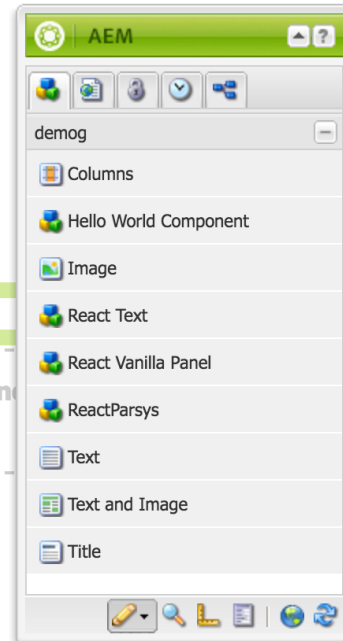 AEM
?
demog
Columns
Hello World Component
Image
React Text
React Vanilla Panel
ReactParsys
Text
Text and Image
Title